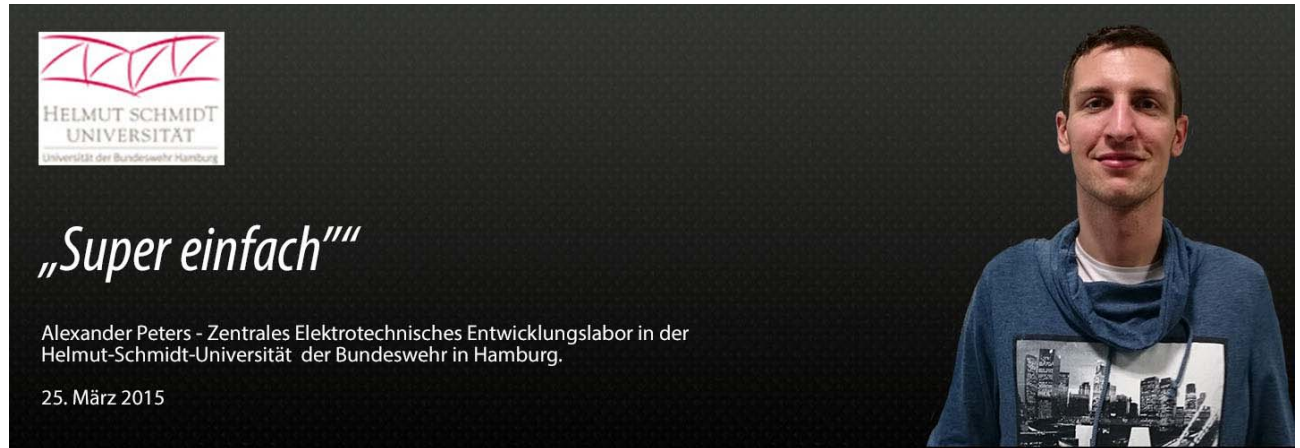 HELMUT SCHMIDT
UNIVERSITÄT
Universität der Bundeswehr Hamburg
„Super einfach”“
Alexander Peters - Zentrales Elektrotechnisches Entwicklungslabor in der
Helmut-Schmidt-Universität  der Bundeswehr in Hamburg.
25. März 2015